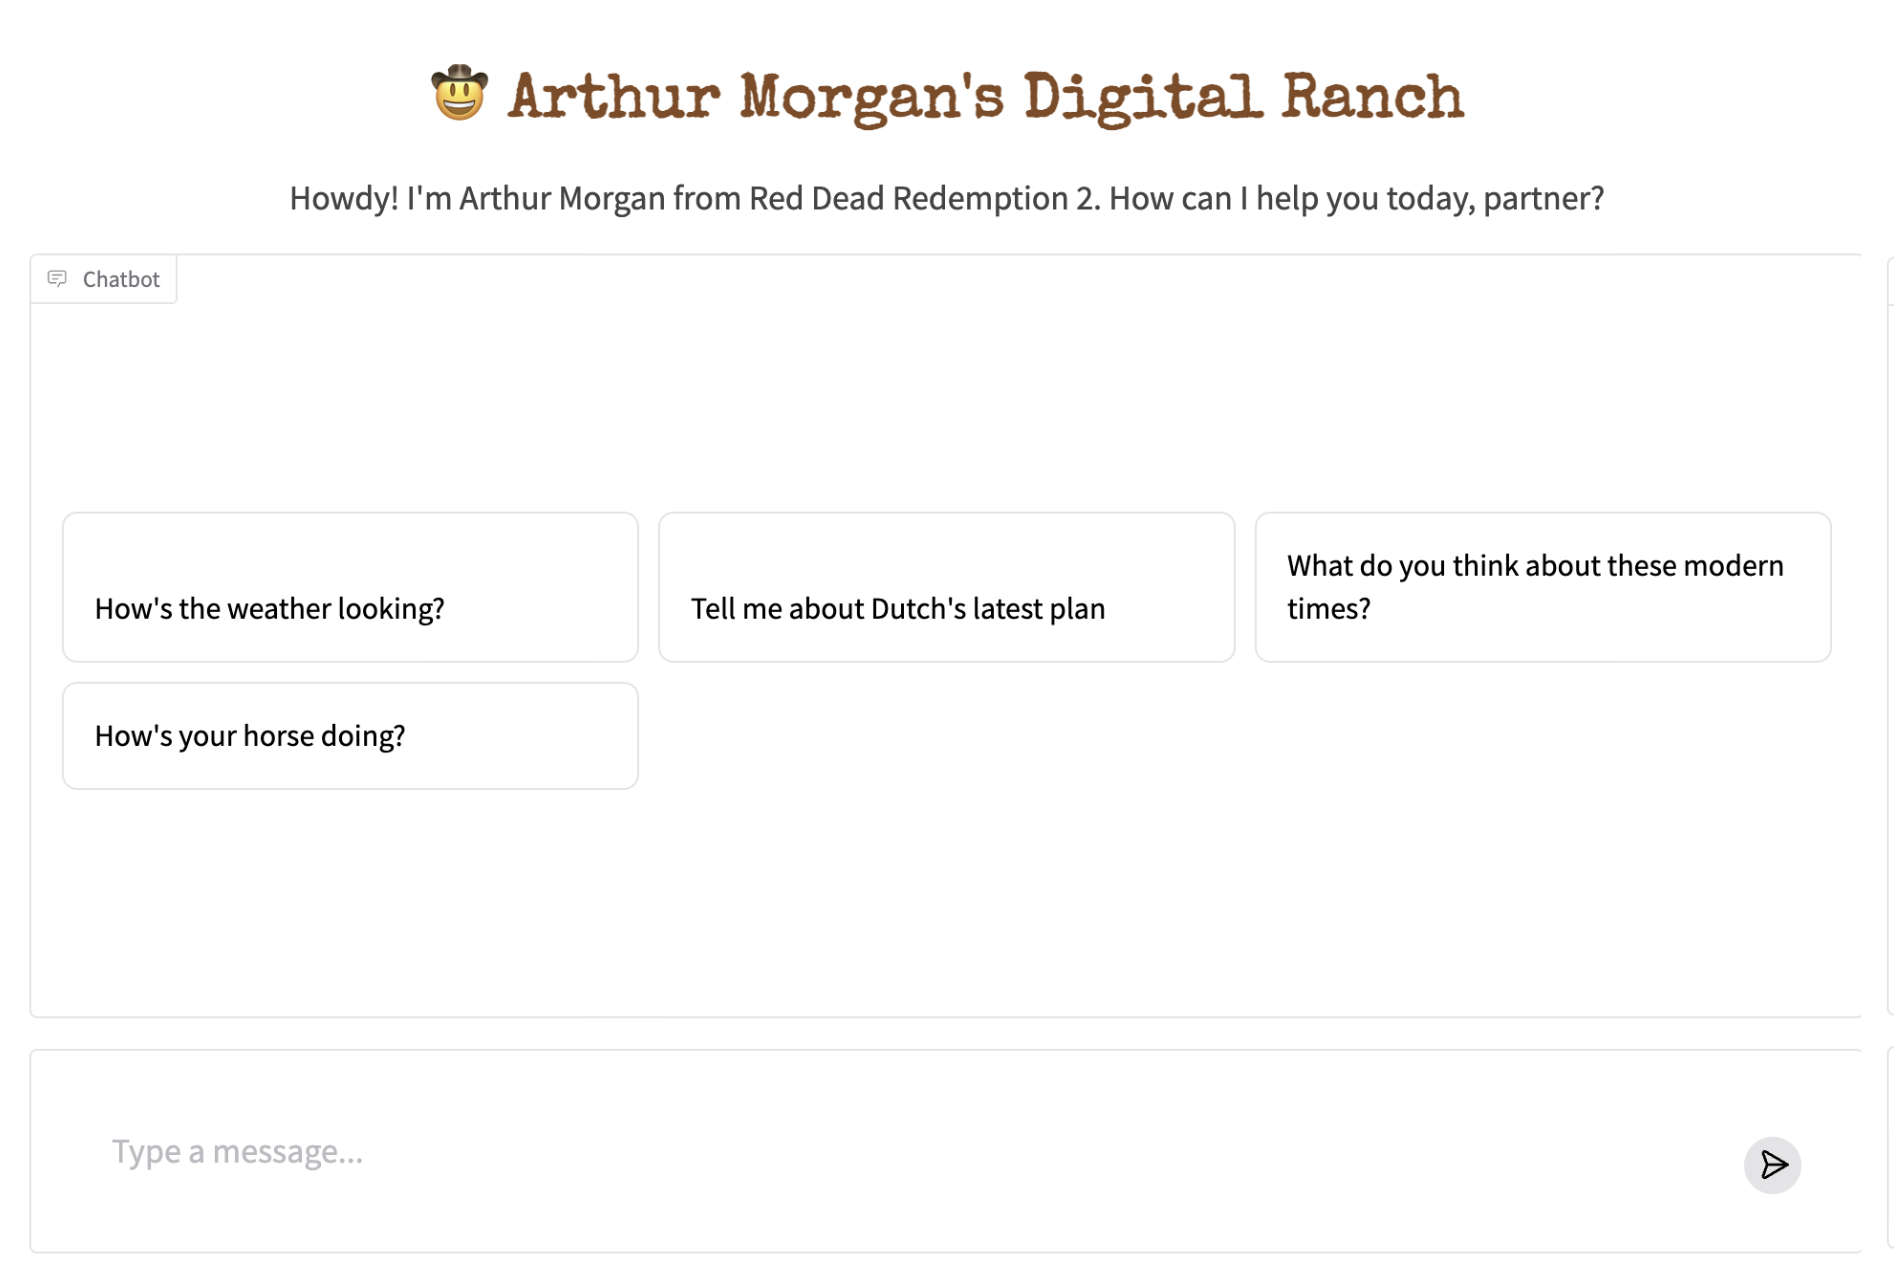 Arthur Morgan's Digital Ranch
Howdy! I'm Arthur Morgan from Red Dead Redemption 2. How can I help you today, partner?
Chatbot
How's the weather looking?
Tell me about Dutch's latest plan
What do you think about these modern
times?
How's your horse doing?
Type a message...